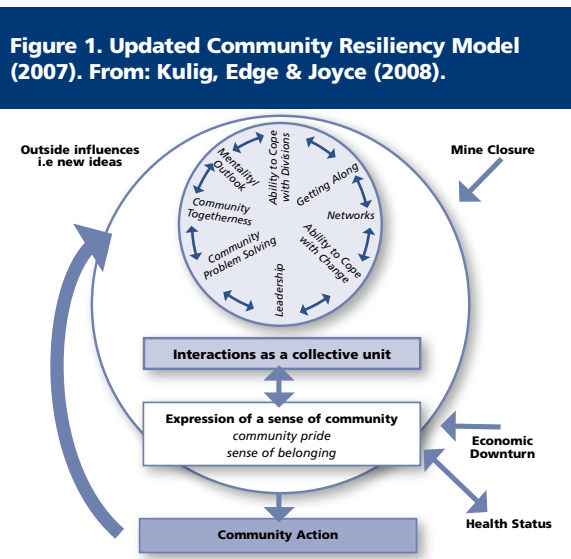 Figure 1. Updated Community Resiliency Model
(2007). From: Kulig, Edge & Joyce (2008).
Outside influences
i.e new ideas
Mine Closure
Mentality/
Outlook
Ability to Cope
with Divisions
Getting Along
Networks
Ability to Cope
with Change
Leadership
Community
Problem Solving
Community
Togetherness
Interactions as a collective unit
Expression of a sense of community
community pride
sense of belonging
Economic
Downturn
Health Status
Community Action